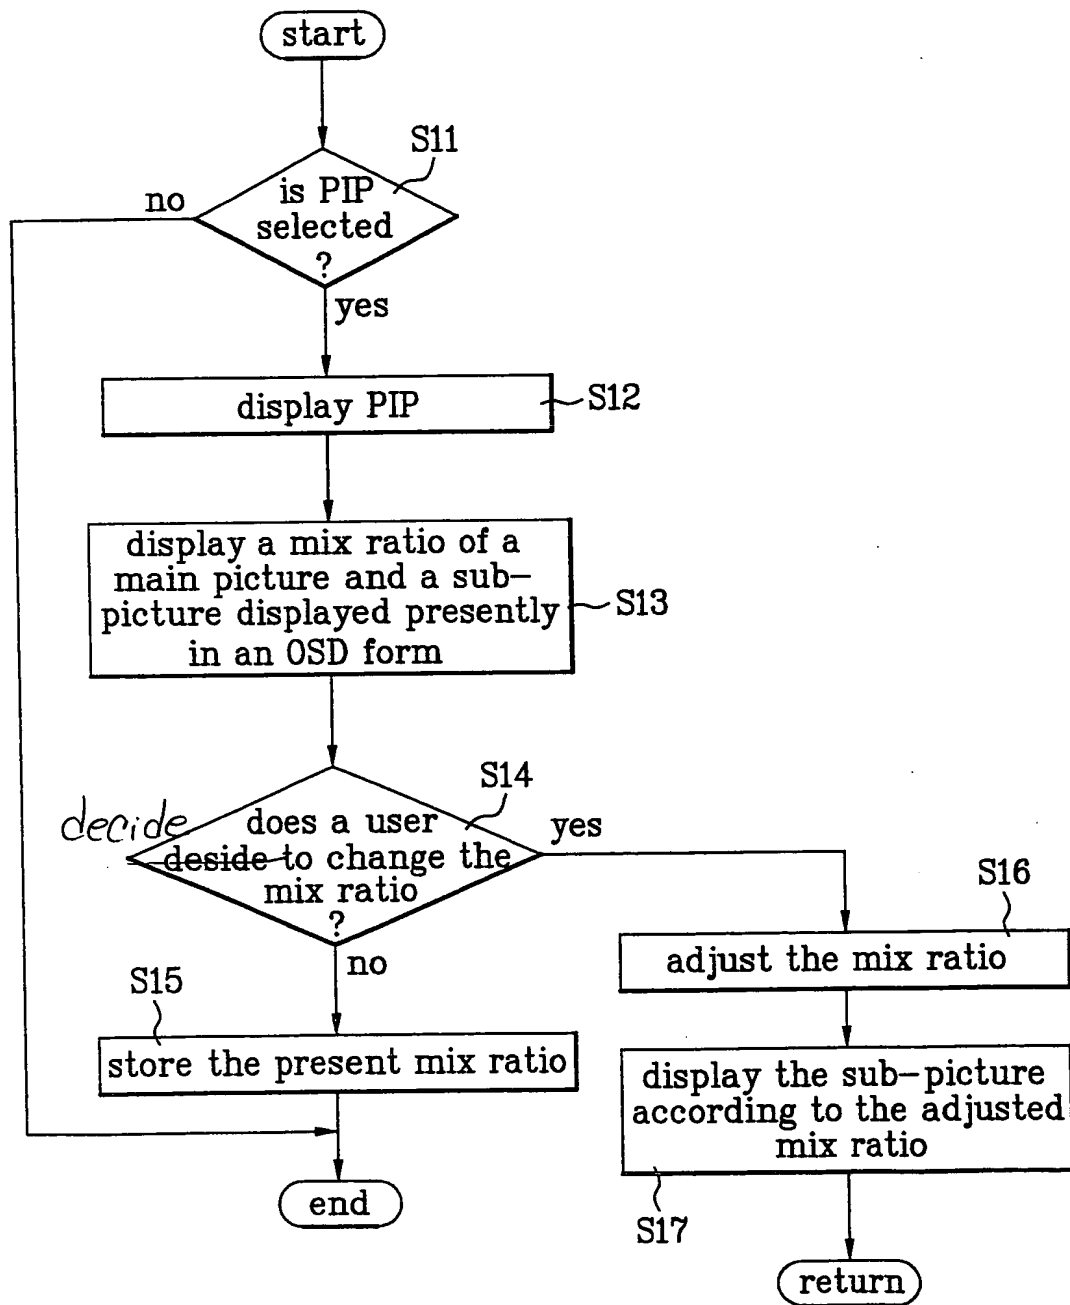 start
S11
no
is PIP
selected
?
yes
display PIP
S12
display a mix ratio of a
main picture and a sub-
picture displayed presently
in an OSD form
S13
S14
decide
does a user
deside to change the
mix ratio
?
yes
no
S16
adjust the mix ratio
S15
store the present mix ratio
display the sub-picture
according to the adjusted
mix ratio
S17
end
return